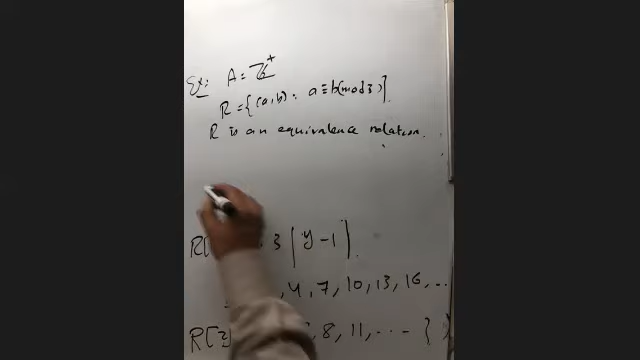 Ex: A = Z⁺
R = {(a,b) : a ≡ b(mod 3)}
R is an equivalence relation.
R[ 3 | y-1 }.
, 4, 7, 10, 13, 16, ...
R[2] 8, 11, ... }